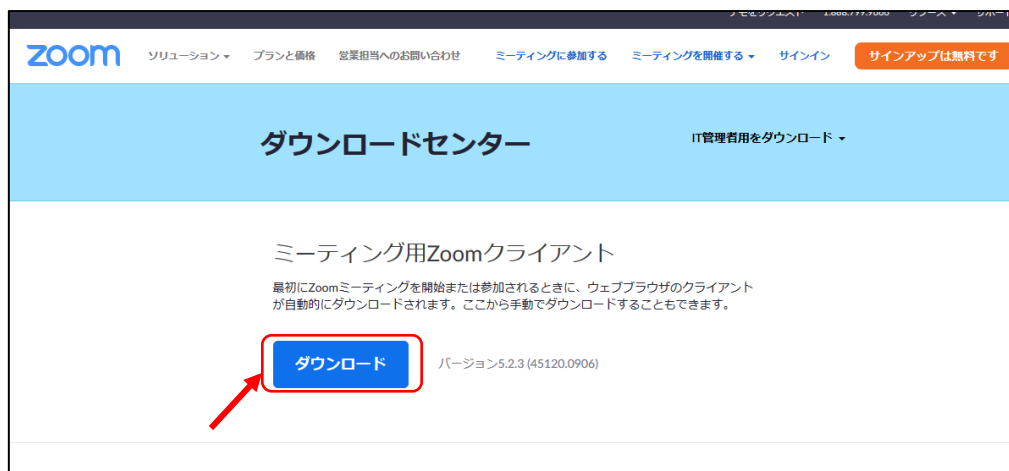 zoom ソリューション プランと価格 営業担当へのお問い合わせ ミーティングに参加する ミーティングを開催する サインイン サインアップは無料です
ダウンロードセンター IT管理者用をダウンロード
ミーティング用Zoomクライアント
最初にZoomミーティングを開始または参加されるときに、ウェブブラウザのクライアント
が自動的にダウンロードされます。ここから手動でダウンロードすることもできます。
ダウンロード バージョン5.2.3 (45120.0906)